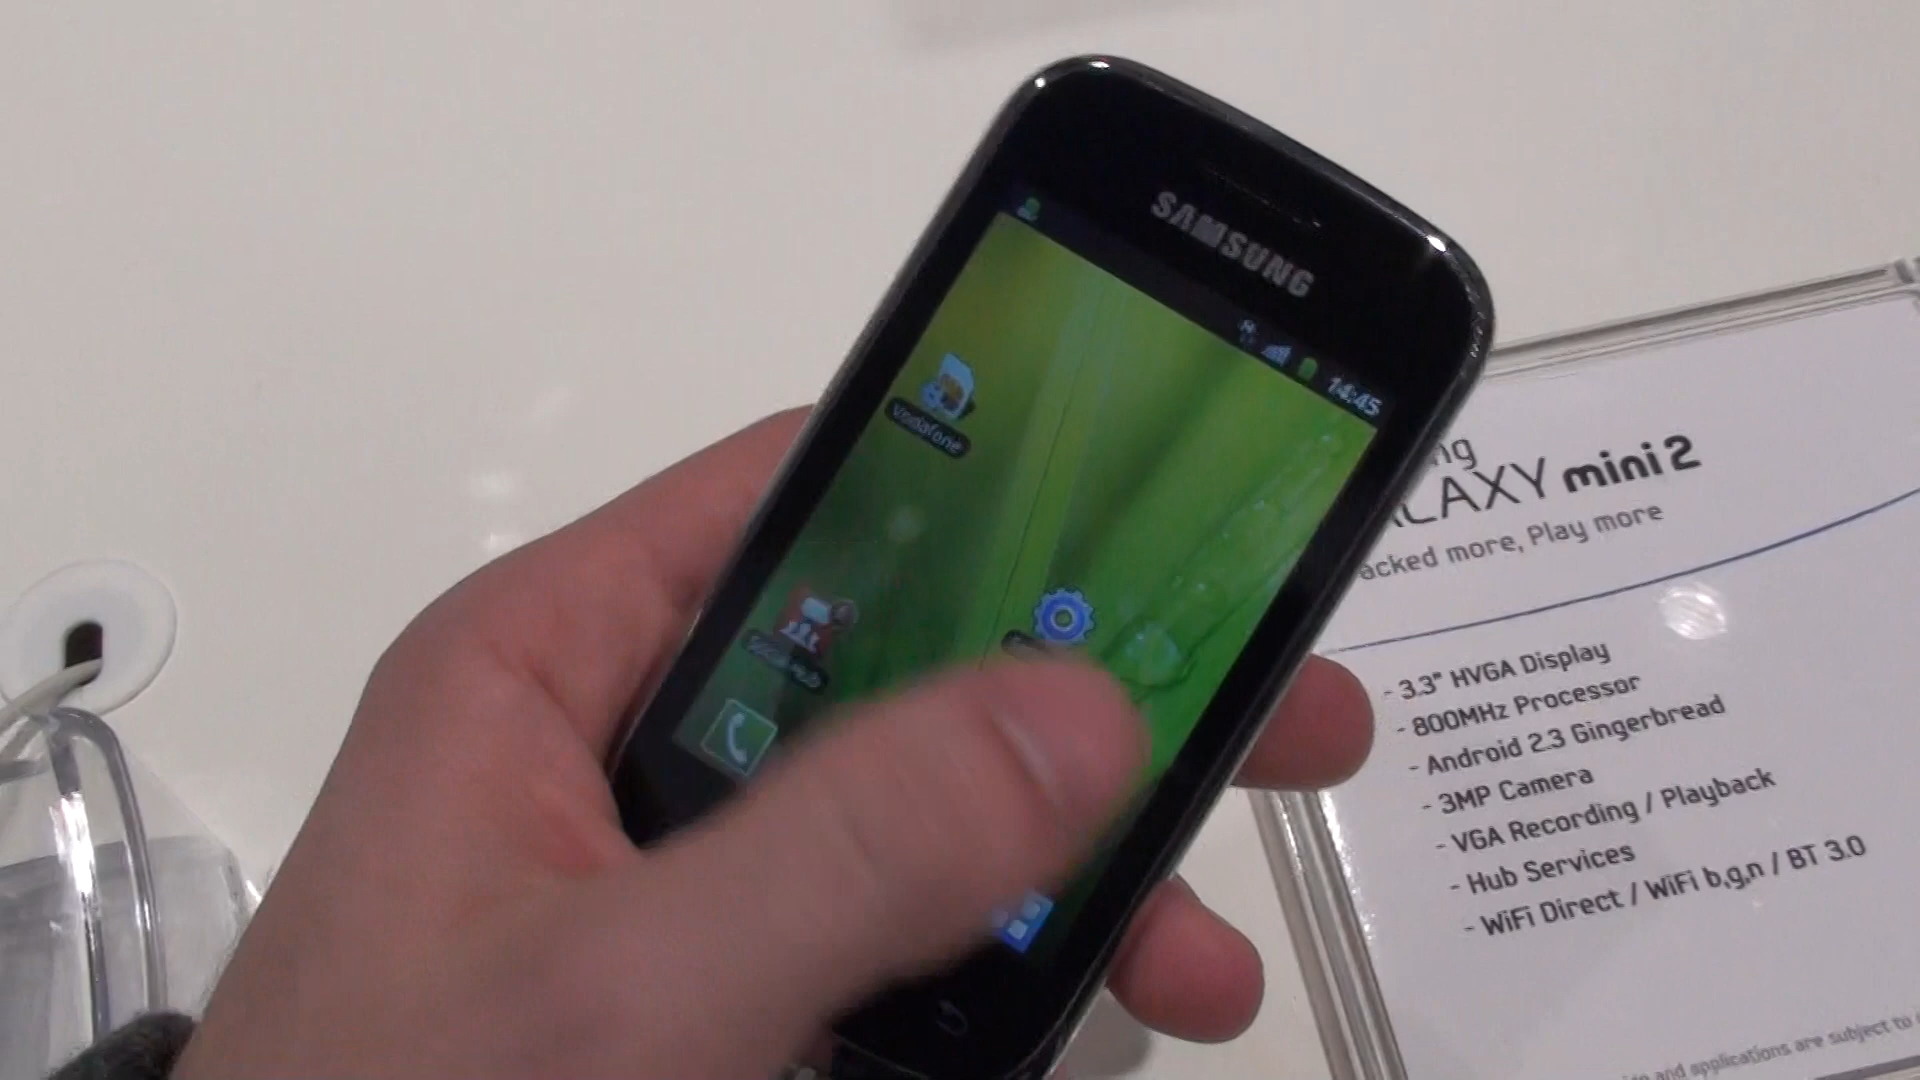 SAMSUNG
14:45
Vodafone
ng
LAXY mini 2
acked more, Play more
- 3.3" HVGA Display
- 800MHz Processor
- Android 2.3 Gingerbread
- 3MP Camera
- VGA Recording / Playback
- Hub Services
- WiFi Direct / WiFi b,g,n / BT 3.0
and applications are subject to